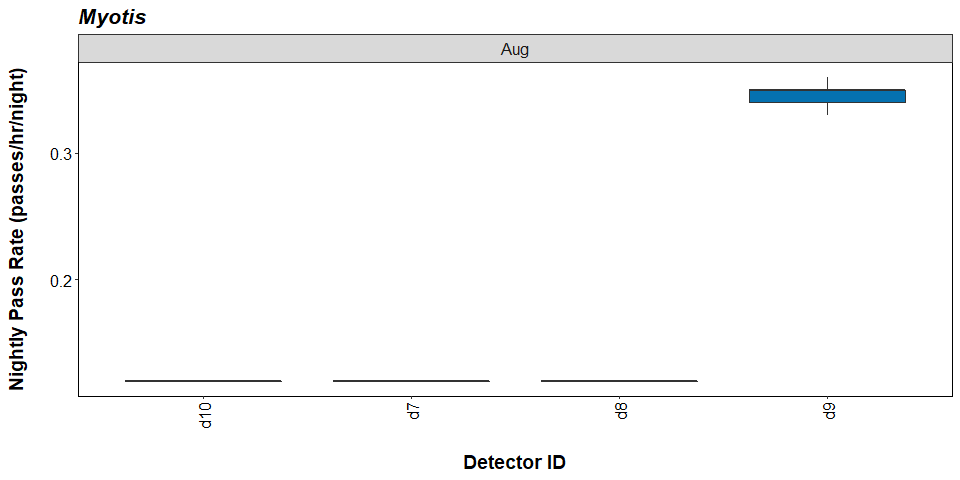 Myotis
Aug
Nightly Pass Rate (passes/hr/night)
0.3
0.2
d10
d7
d8
d9
Detector ID